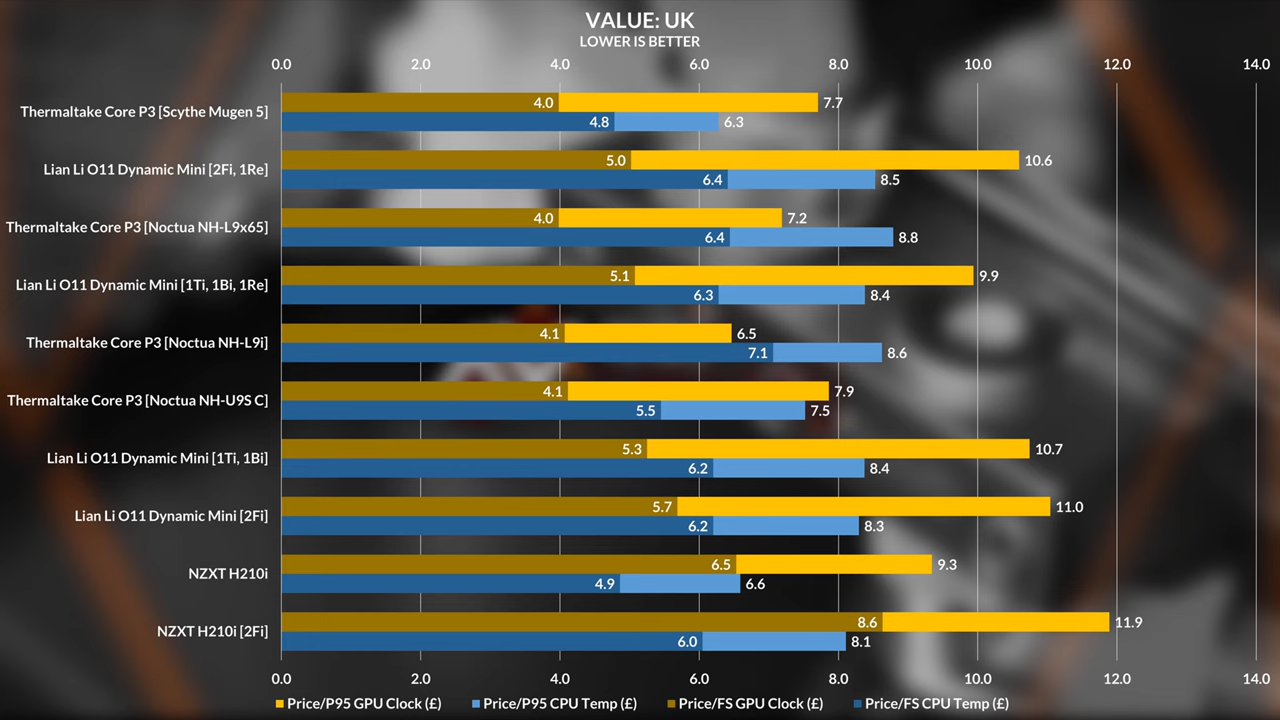 VALUE: UK
LOWER IS BETTER
0.0 2.0 4.0 6.0 8.0 10.0 12.0 14.0
Thermaltake Core P3 [Scythe Mugen 5] 4.0 7.7
4.8 6.3
Lian Li O11 Dynamic Mini [2Fi, 1Re] 5.0 10.6
6.4 8.5
Thermaltake Core P3 [Noctua NH-L9x65] 4.0 7.2
6.4 8.8
Lian Li O11 Dynamic Mini [1Ti, 1Bi, 1Re] 5.1 9.9
6.3 8.4
Thermaltake Core P3 [Noctua NH-L9i] 4.1 6.5
7.1 8.6
Thermaltake Core P3 [Noctua NH-U9S C] 4.1 7.9
5.5 7.5
Lian Li O11 Dynamic Mini [1Ti, 1Bi] 5.3 10.7
6.2 8.4
Lian Li O11 Dynamic Mini [2Fi] 5.7 11.0
6.2 8.3
NZXT H210i 6.5 9.3
4.9 6.6
NZXT H210i [2Fi] 8.6 11.9
6.0 8.1
0.0 2.0 4.0 6.0 8.0 10.0 12.0 14.0
Price/P95 GPU Clock (£) Price/P95 CPU Temp (£) Price/FS GPU Clock (£) Price/FS CPU Temp (£)